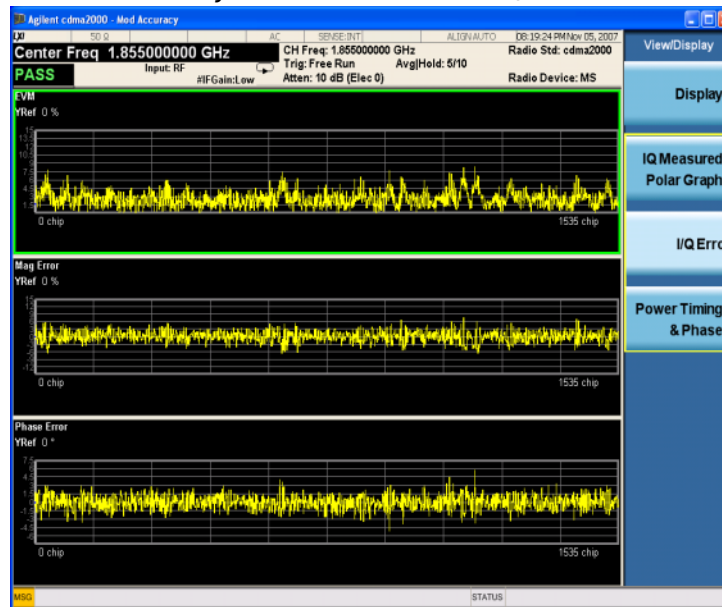 Agilent cdma2000 - Mod Accuracy
50 Ω AC SENSE:INT ALIGN AUTO 08:19:24 PM Nov 05, 2007
Center Freq 1.855000000 GHz
CH Freq: 1.855000000 GHz
Radio Std: cdma2000
Trig: Free Run Avg|Hold: 5/10
PASS
Input: RF
#IFGain:Low
Atten: 10 dB (Elec 0)
Radio Device: MS
EVM
YRef 0 %
0 chip 1535 chip
Mag Error
YRef 0 %
0 chip 1535 chip
Phase Error
YRef 0 °
0 chip 1535 chip
MSG STATUS
View/Display
Display
IQ Measured
Polar Graph
I/Q Erro
Power Timing
& Phase